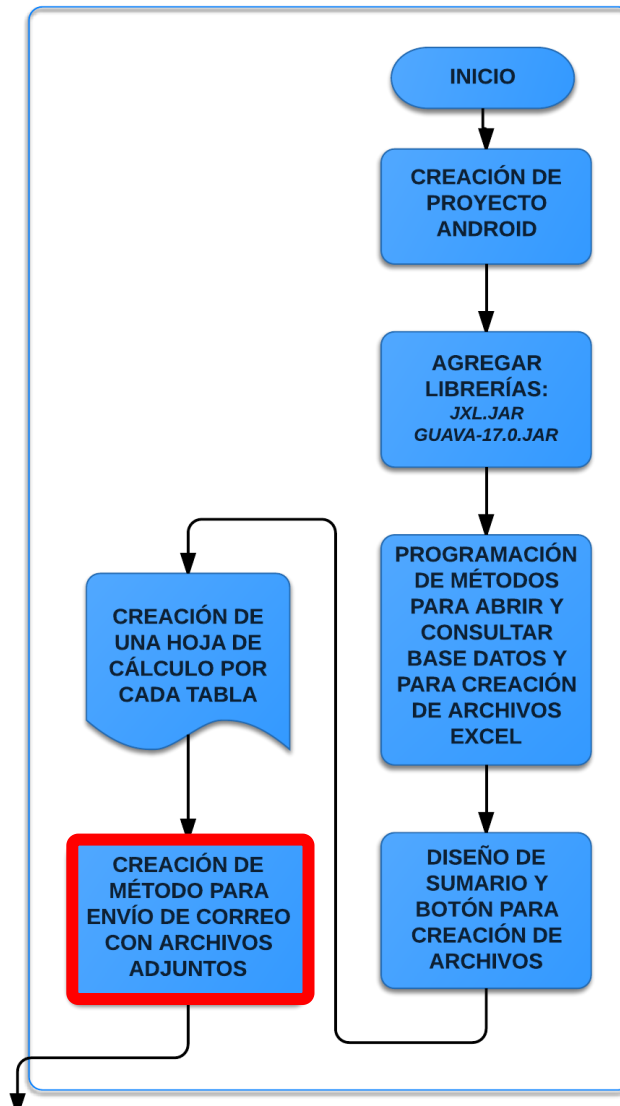 INICIO
CREACIÓN DE
PROYECTO
ANDROID
AGREGAR
LIBRERÍAS:
JXL.JAR
GUAVA-17.0.JAR
PROGRAMACIÓN
DE MÉTODOS
PARA ABRIR Y
CONSULTAR
BASE DATOS Y
PARA CREACIÓN
DE ARCHIVOS
EXCEL
DISEÑO DE
SUMARIO Y
BOTÓN PARA
CREACIÓN DE
ARCHIVOS
CREACIÓN DE
UNA HOJA DE
CÁLCULO POR
CADA TABLA
CREACIÓN DE
MÉTODO PARA
ENVÍO DE CORREO
CON ARCHIVOS
ADJUNTOS